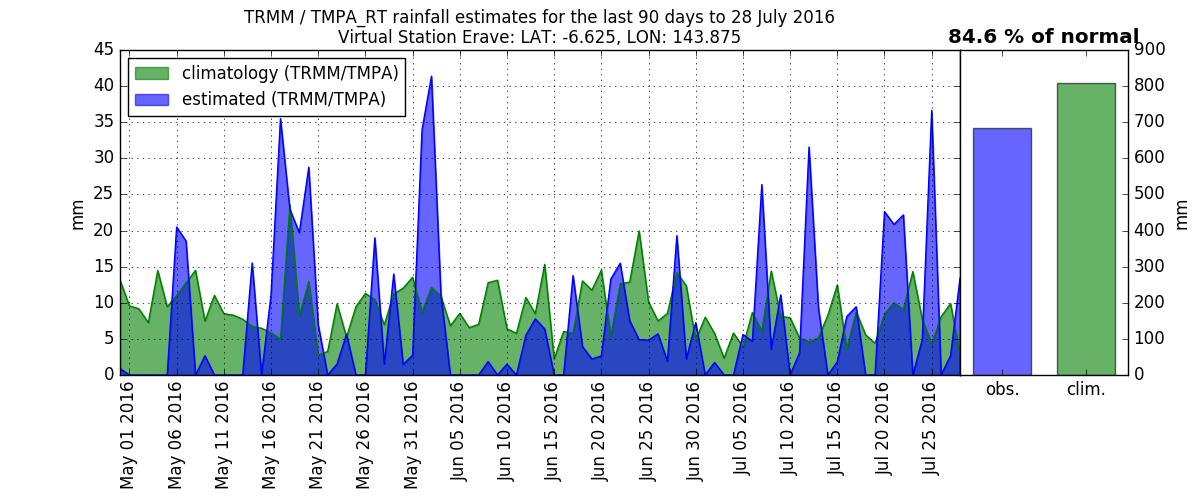 TRMM / TMPA_RT rainfall estimates for the last 90 days to 28 July 2016
Virtual Station Erave: LAT: -6.625, LON: 143.875
84.6 % of normal
climatology (TRMM/TMPA)
estimated (TRMM/TMPA)
45
40
35
30
25
20
15
10
5
0
mm
900
800
700
600
500
400
300
200
100
0
mm
May 01 2016
May 06 2016
May 11 2016
May 16 2016
May 21 2016
May 26 2016
May 31 2016
Jun 05 2016
Jun 10 2016
Jun 15 2016
Jun 20 2016
Jun 25 2016
Jun 30 2016
Jul 05 2016
Jul 10 2016
Jul 15 2016
Jul 20 2016
Jul 25 2016
obs.
clim.